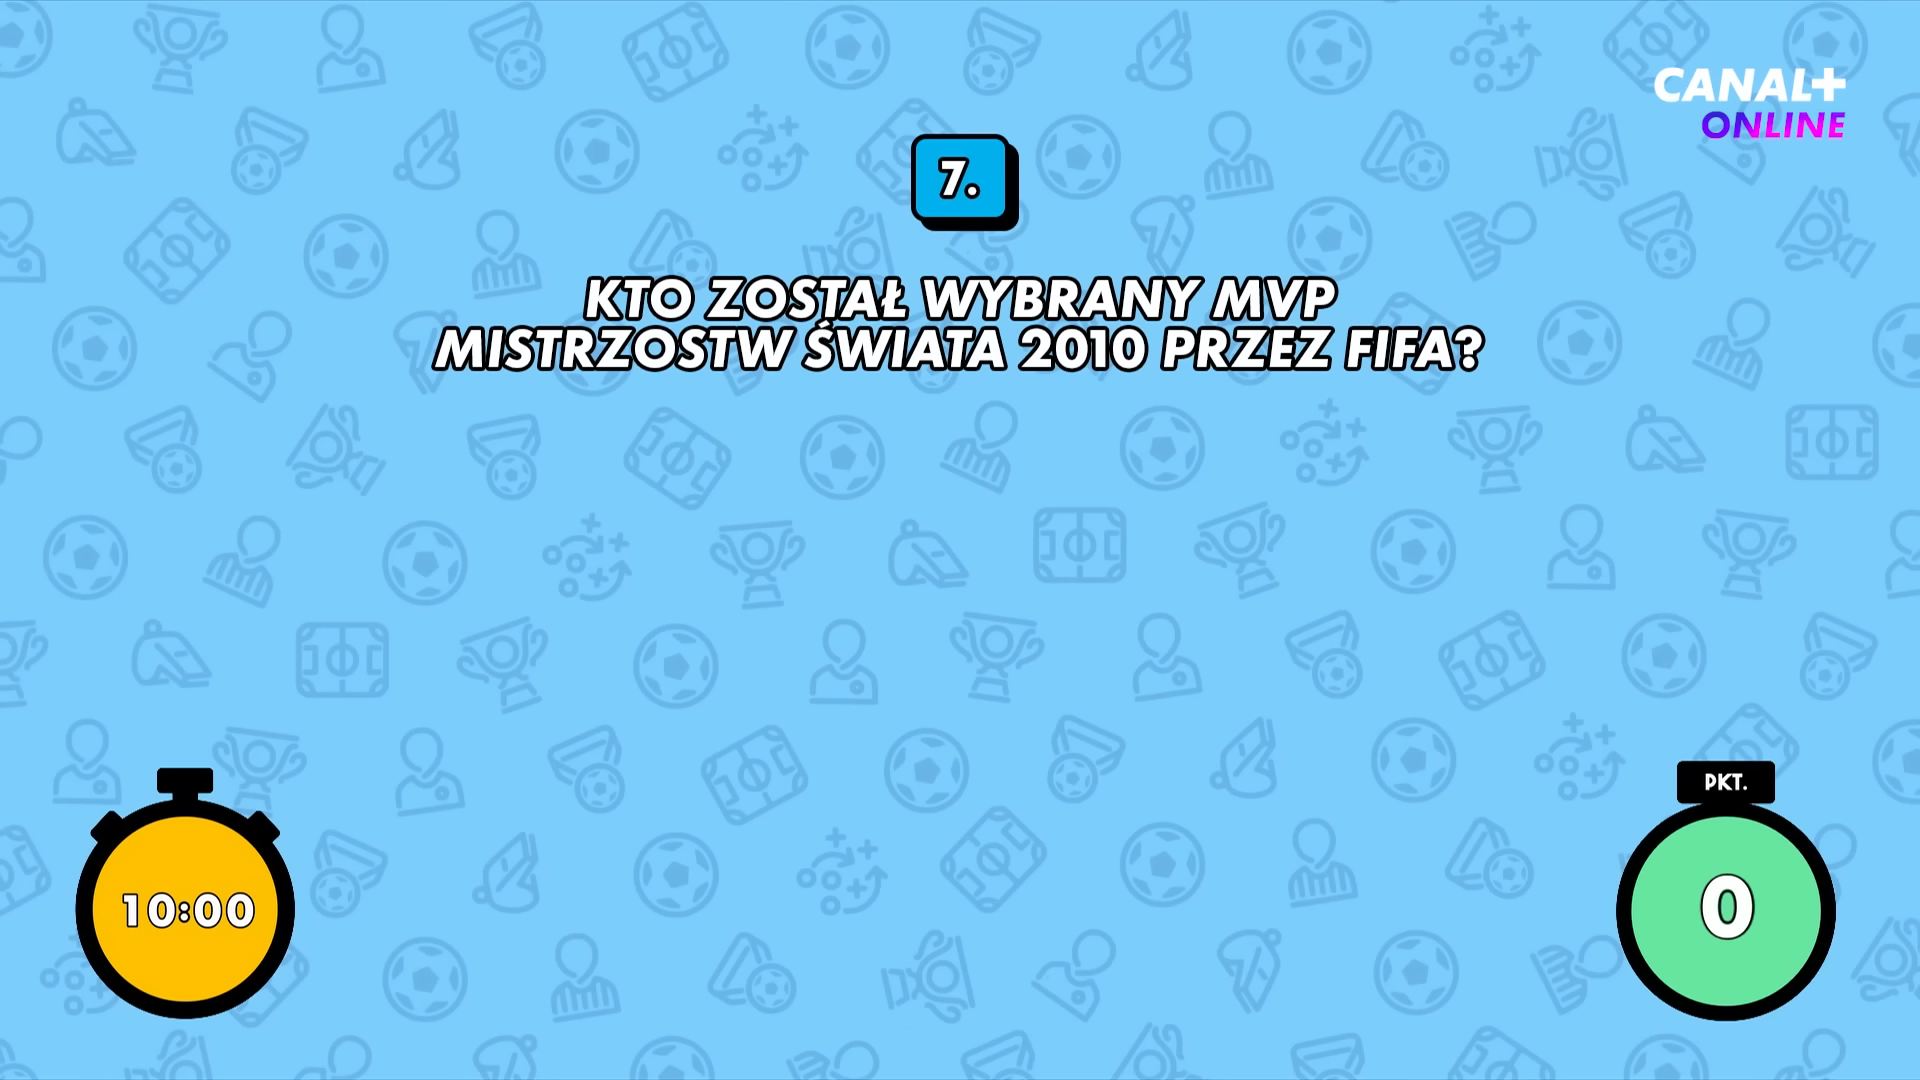 CANAL+
ONLINE
7.
KTO ZOSTAŁ WYBRANY MVP
MISTRZOSTW ŚWIATA 2010 PRZEZ FIFA?
PKT.
10:00
0